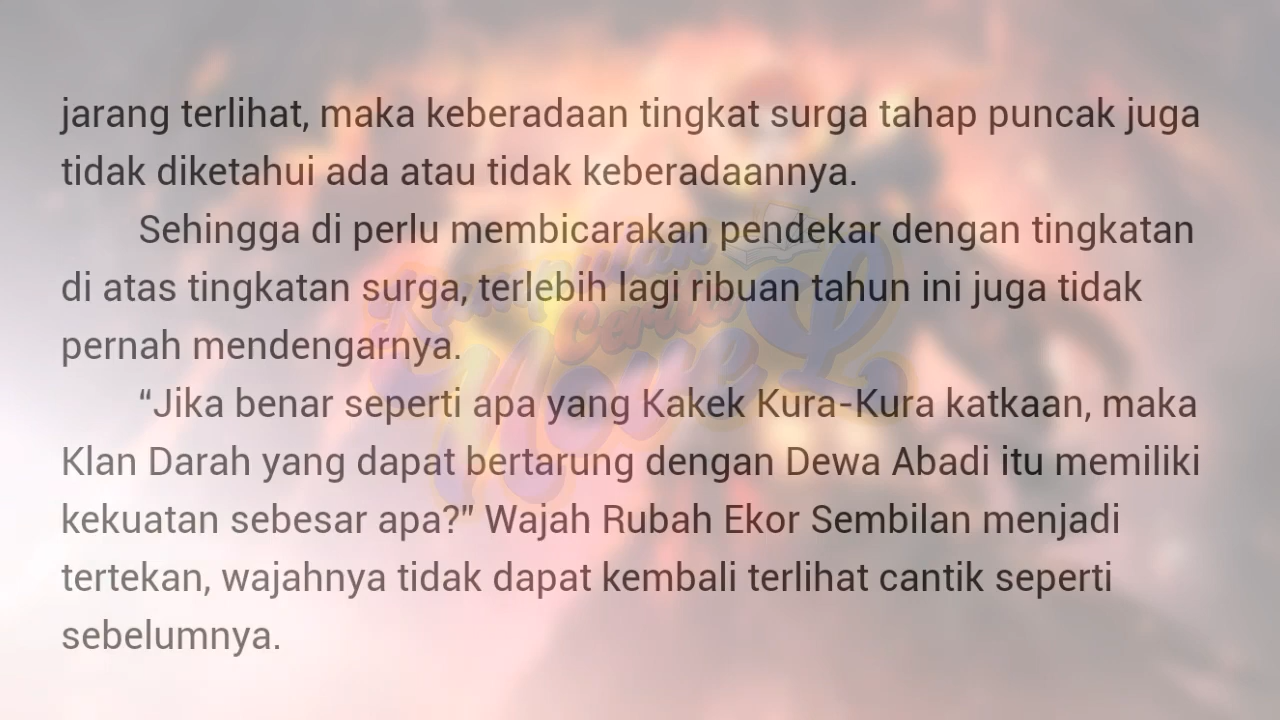 jarang terlihat, maka keberadaan tingkat surga tahap puncak juga
tidak diketahui ada atau tidak keberadaannya.
Sehingga di perlu membicarakan pendekar dengan tingkatan
di atas tingkatan surga, terlebih lagi ribuan tahun ini juga tidak
pernah mendengarnya.
“Jika benar seperti apa yang Kakek Kura-Kura katkaan, maka
Klan Darah yang dapat bertarung dengan Dewa Abadi itu memiliki
kekuatan sebesar apa?” Wajah Rubah Ekor Sembilan menjadi
tertekan, wajahnya tidak dapat kembali terlihat cantik seperti
sebelumnya.
Kumpulan
Cerita
Novel